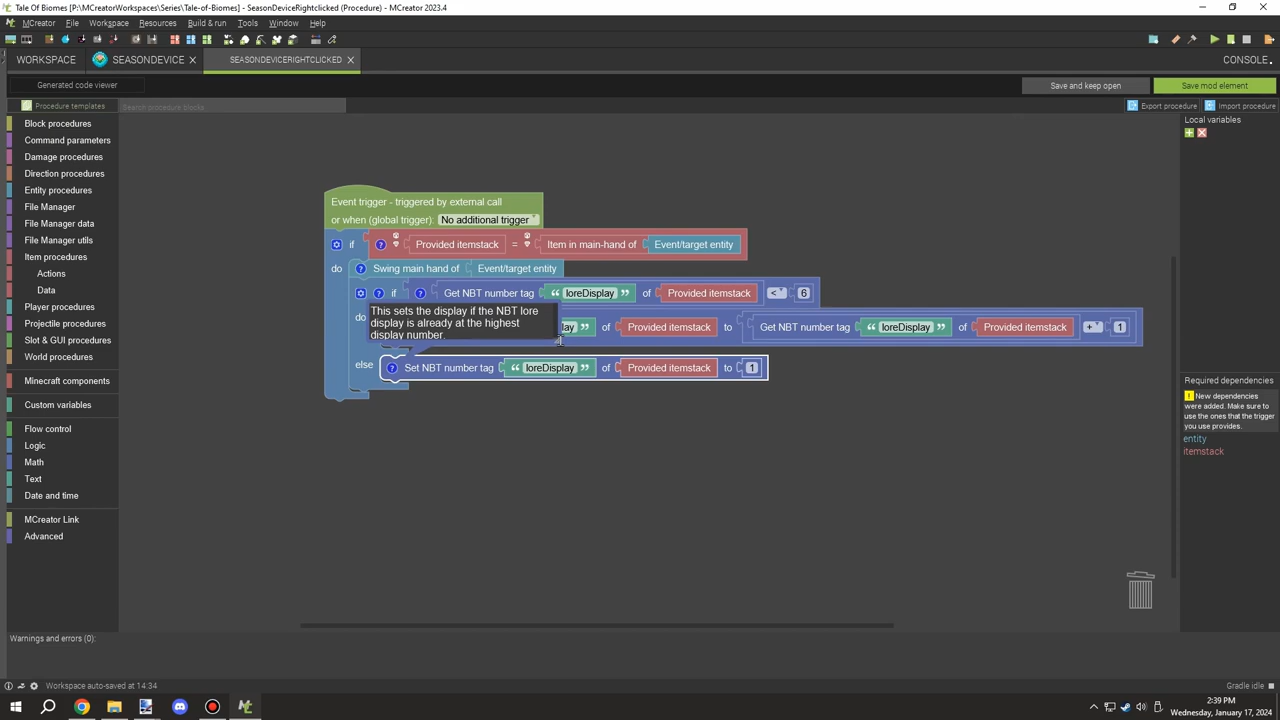 Tale Of Biomes [P:\MCreatorWorkspaces\Series\Tale-of-Biomes] - SeasonDeviceRightclicked (Procedure) - MCreator 2023.4
MCreator File Workspace Resources Build & run Tools Window Help
WORKSPACE SEASONDEVICE SEASONDEVICERIGHTCLICKED CONSOLE
Generated code viewer Save and keep open Save mod element
Procedure templates Search procedure blocks Export procedure Import procedure
Block procedures
Command parameters
Damage procedures
Direction procedures
Entity procedures
File Manager
File Manager data
File Manager utils
Item procedures
Actions
Data
Player procedures
Projectile procedures
Slot & GUI procedures
World procedures
Minecraft components
Custom variables
Flow control
Logic
Math
Text
Date and time
MCreator Link
Advanced
Event trigger - triggered by external call
or when (global trigger): No additional trigger
if ? Provided itemstack = Item in main-hand of Event/target entity
do ? Swing main hand of Event/target entity
? if ? Get NBT number tag “ loreDisplay ” of Provided itemstack < 6
This sets the display if the NBT lore
display is already at the highest
display number.
do lay ” of Provided itemstack to Get NBT number tag “ loreDisplay ” of Provided itemstack + 1
else ? Set NBT number tag “ loreDisplay ” of Provided itemstack to 1
Local variables
Required dependencies
! New dependencies
were added. Make sure to
use the ones that the trigger
you use provides.
entity
itemstack
Warnings and errors (0):
Workspace auto-saved at 14:34 Gradle idle
2:39 PM
Wednesday, January 17, 2024